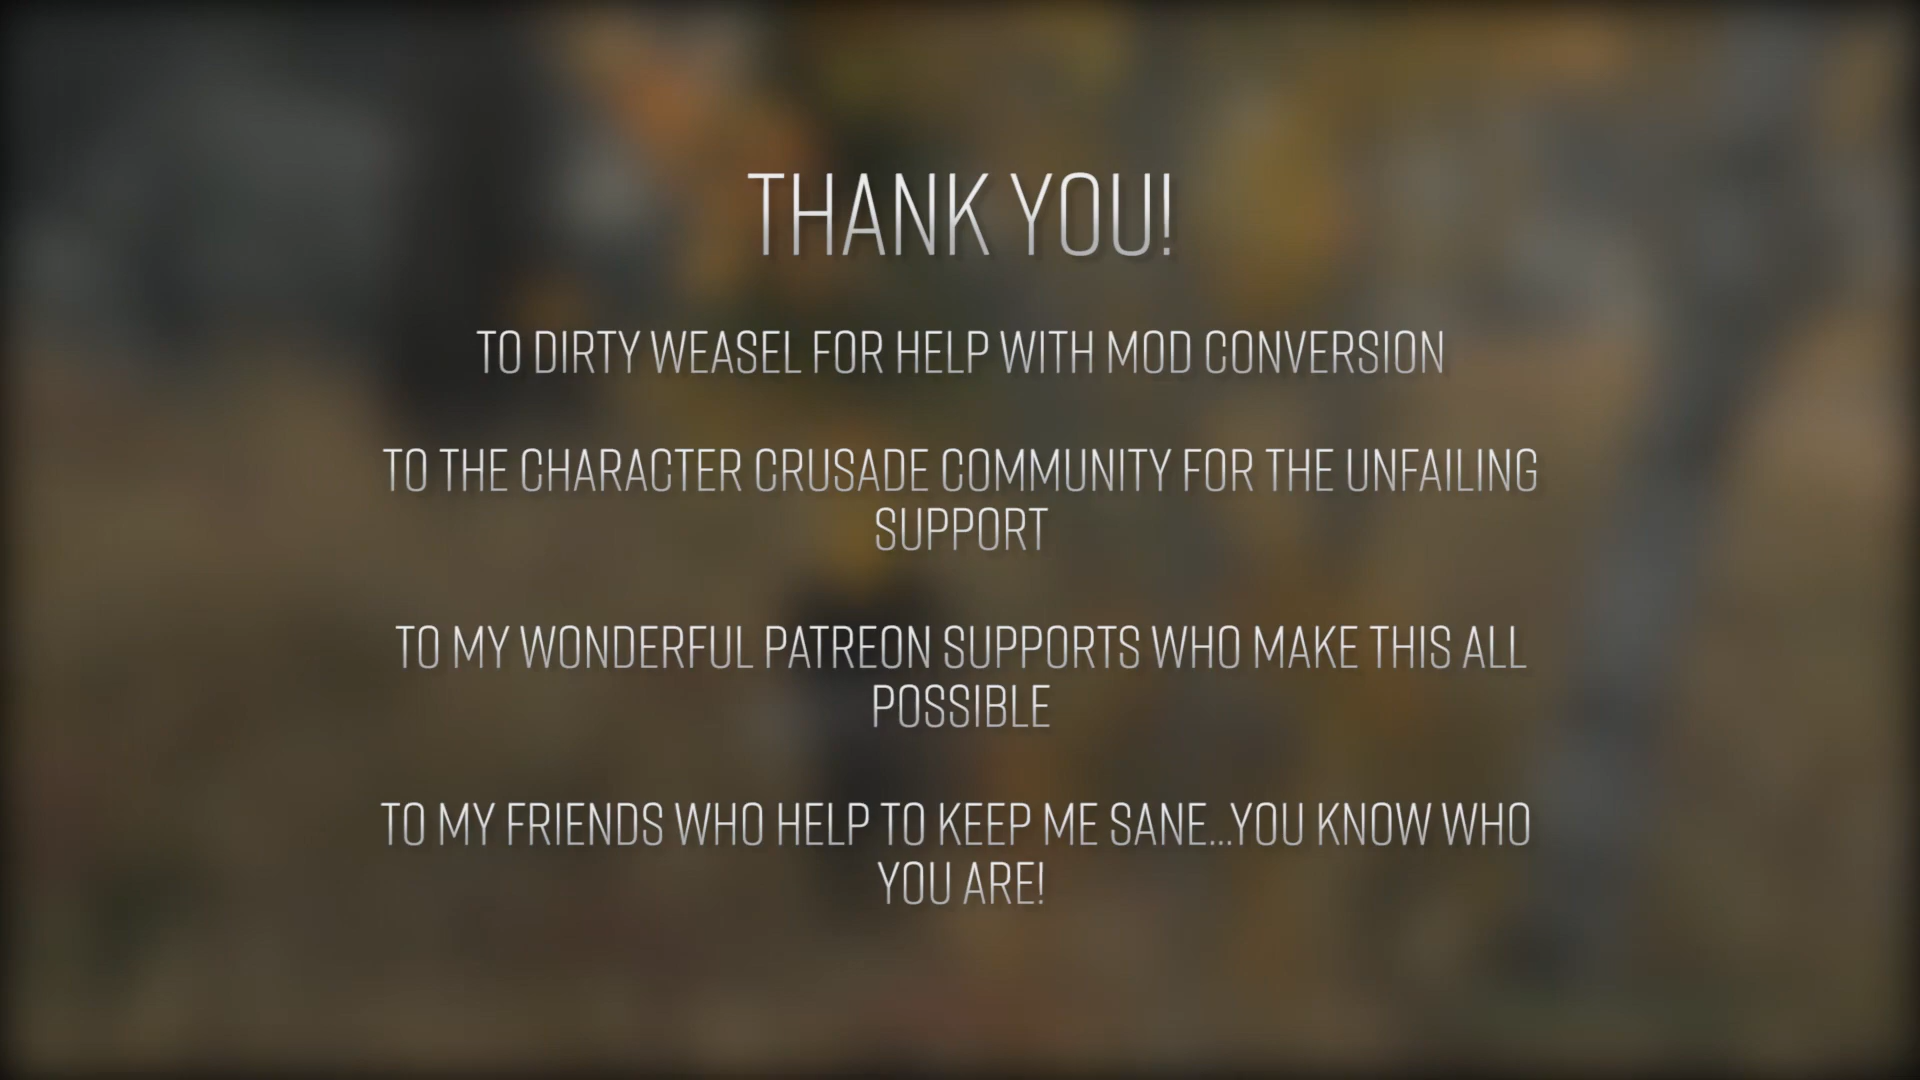 THANK YOU!
TO DIRTY WEASEL FOR HELP WITH MOD CONVERSION
TO THE CHARACTER CRUSADE COMMUNITY FOR THE UNFAILING
SUPPORT
TO MY WONDERFUL PATREON SUPPORTS WHO MAKE THIS ALL
POSSIBLE
TO MY FRIENDS WHO HELP TO KEEP ME SANE...YOU KNOW WHO
YOU ARE!